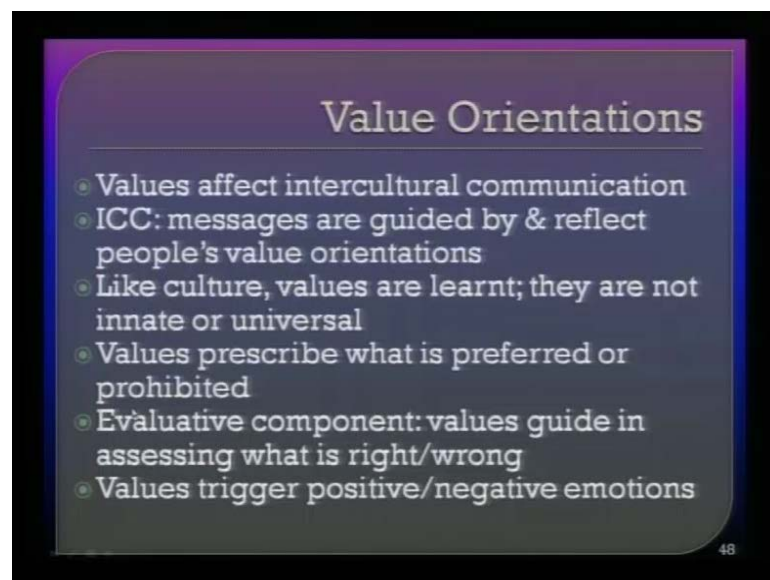 Value Orientations
Values affect intercultural communication
ICC: messages are guided by & reflect
people's value orientations
Like culture, values are learnt; they are not
innate or universal
Values prescribe what is preferred or
prohibited
Evaluative component: values guide in
assessing what is right/wrong
Values trigger positive/negative emotions
48